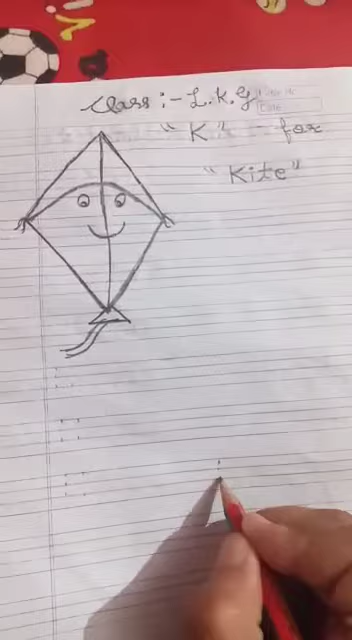 Class :- L.K.G
"K" - for
"Kite"